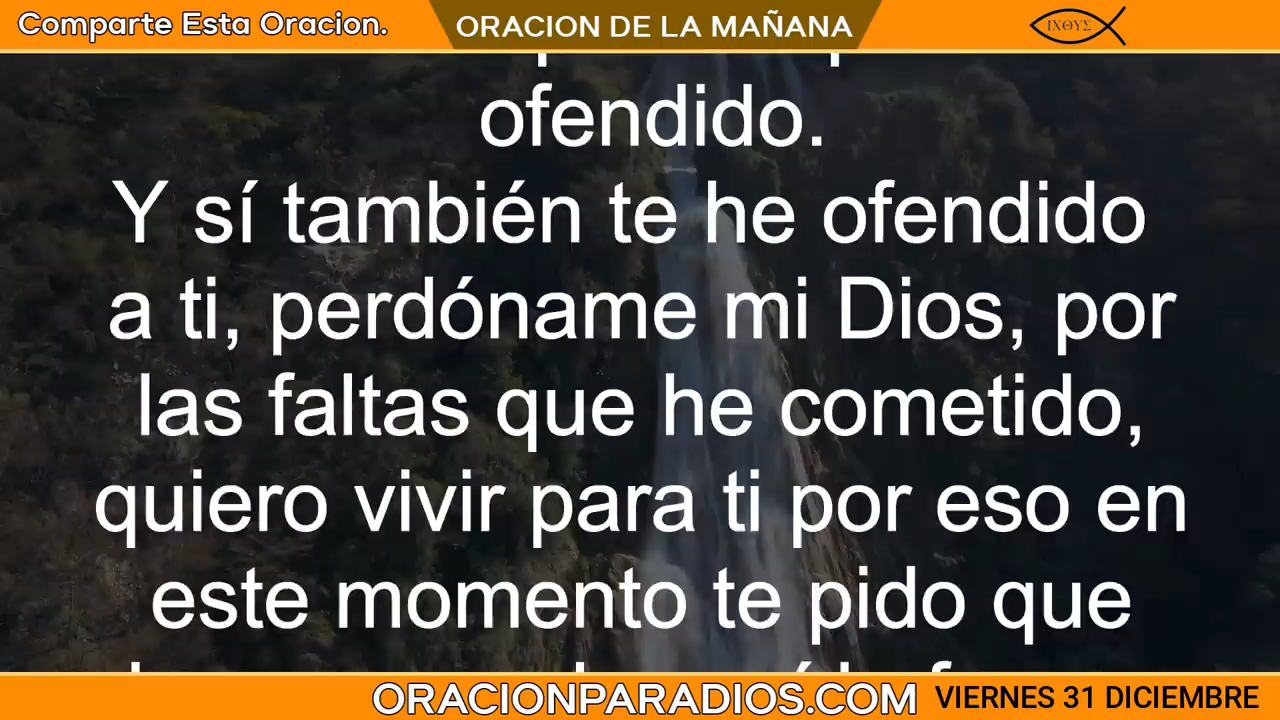 Comparte Esta Oracion.
ORACION DE LA MAÑANA
ΙΧΘΥΣ
ofendido.
Y sí también te he ofendido
a ti, perdóname mi Dios, por
las faltas que he cometido,
quiero vivir para ti por eso en
este momento te pido que
ORACIONPARADIOS.COM
VIERNES 31 DICIEMBRE